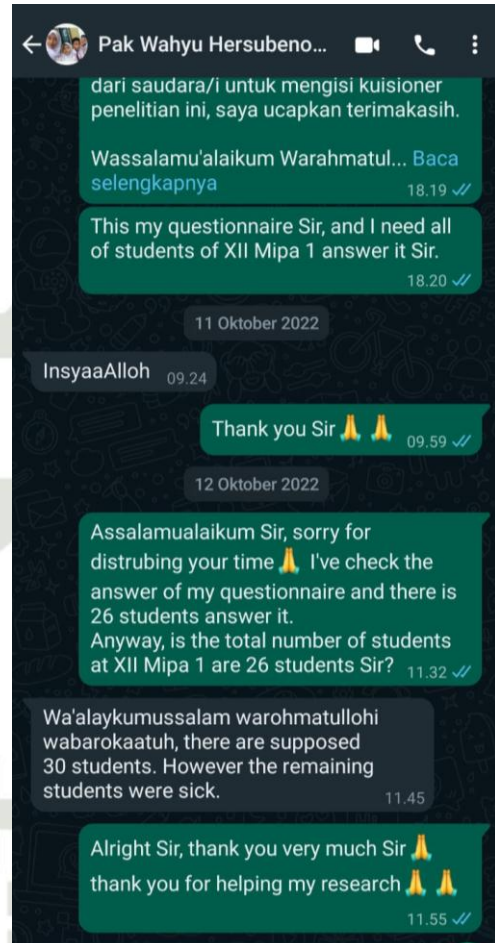 Pak Wahyu Hersubeno...
dari saudara/i untuk mengisi kuisioner
penelitian ini, saya ucapkan terimakasih.
Wassalamu'alaikum Warahmatul... Baca
selengkapnya
18.19
This my questionnaire Sir, and I need all
of students of XII Mipa 1 answer it Sir.
18.20
11 Oktober 2022
InsyaaAlloh 09.24
Thank you Sir🙏 🙏 09.59
12 Oktober 2022
Assalamualaikum Sir, sorry for
distrubing your time🙏 I've check the
answer of my questionnaire and there is
26 students answer it.
Anyway, is the total number of students
at XII Mipa 1 are 26 students Sir? 11.32
Wa'alaykumussalam warohmatullohi
wabarokaatuh, there are supposed
30 students. However the remaining
students were sick. 11.45
Alright Sir, thank you very much Sir🙏
thank you for helping my research🙏 🙏
11.55